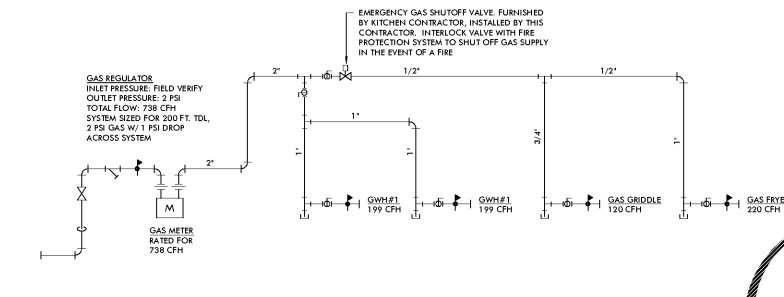 EMERGENCY GAS SHUTOFF VALVE. FURNISHED
BY KITCHEN CONTRACTOR, INSTALLED BY THIS
CONTRACTOR. INTERLOCK VALVE WITH FIRE
PROTECTION SYSTEM TO SHUT OFF GAS SUPPLY
IN THE EVENT OF A FIRE
GAS REGULATOR
INLET PRESSURE: FIELD VERIFY
OUTLET PRESSURE: 2 PSI
TOTAL FLOW: 738 CFH
SYSTEM SIZED FOR 200 FT. TDL,
2 PSI GAS W/ 1 PSI DROP
ACROSS SYSTEM
2"
1/2"
1/2"
1"
3/4"
1"
1"
1"
2"
M
GAS METER
RATED FOR
738 CFH
GWH#1
199 CFH
GWH#1
199 CFH
GAS GRIDDLE
120 CFH
GAS FRYE
220 CFH